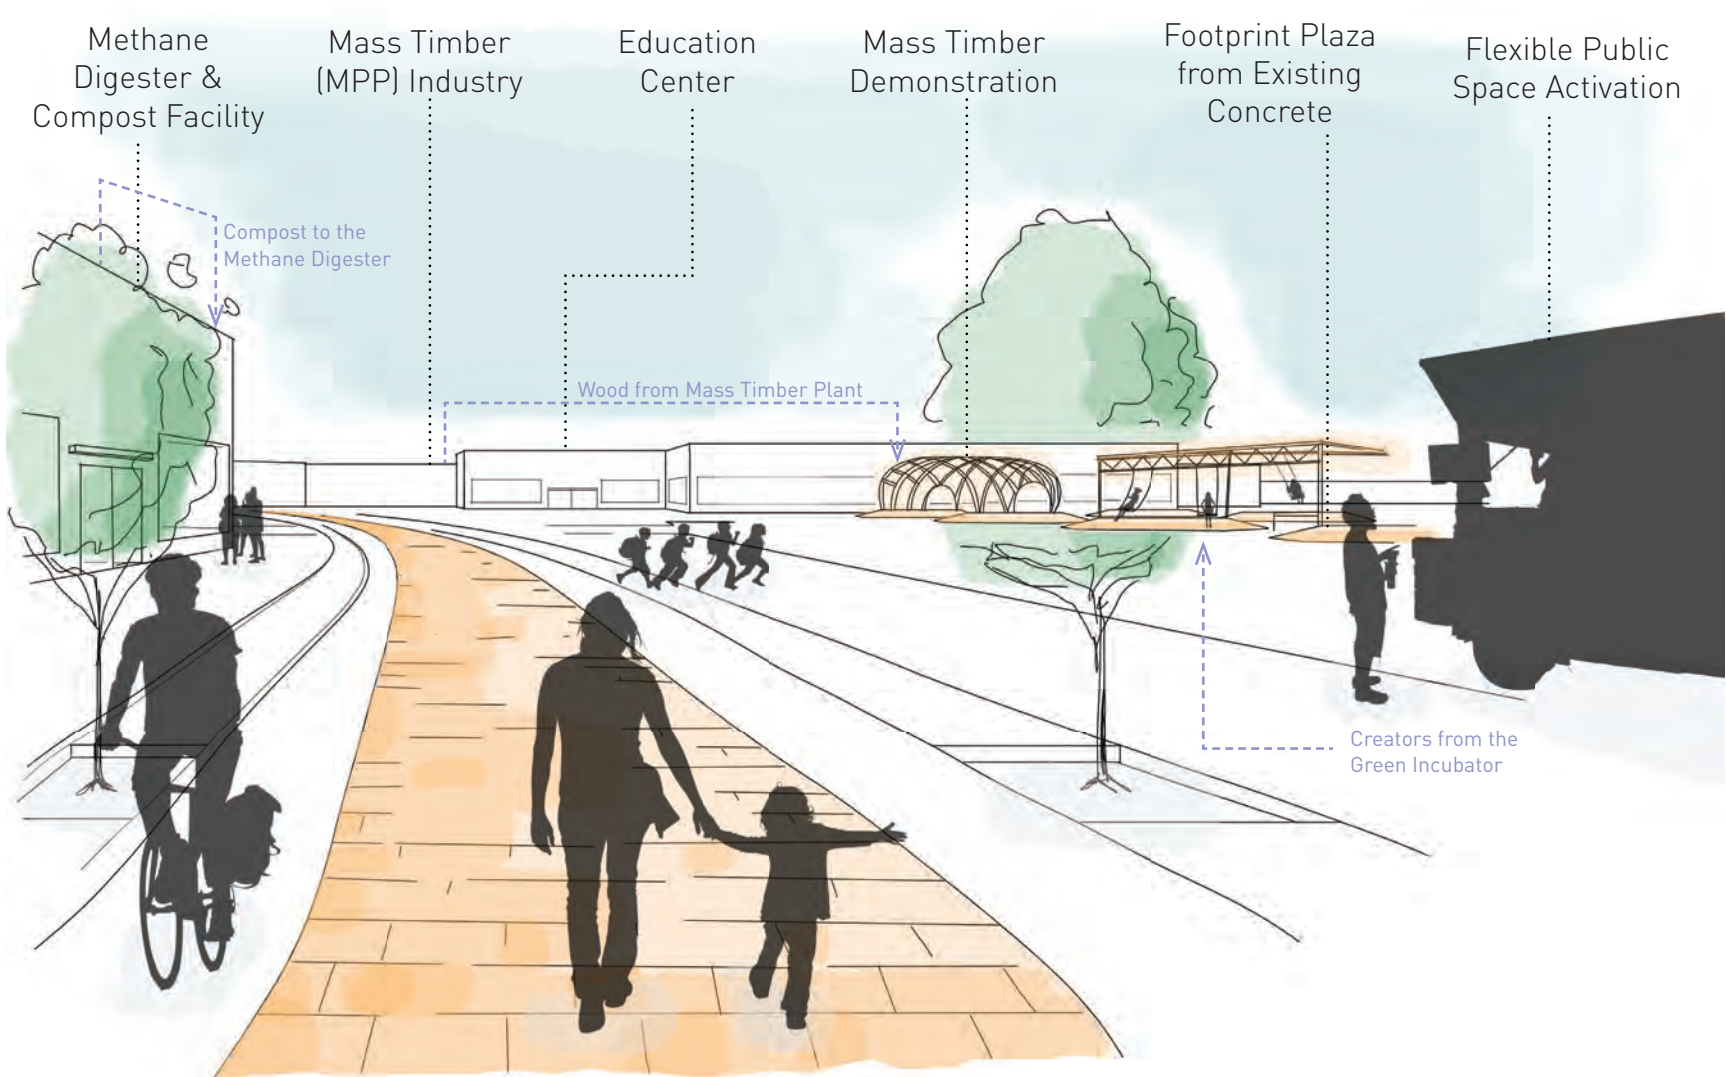 Methane
Digester &
Compost Facility
Mass Timber
(MPP) Industry
Education
Center
Mass Timber
Demonstration
Footprint Plaza
from Existing
Concrete
Flexible Public
Space Activation
Compost to the
Methane Digester
Wood from Mass Timber Plant
Creators from the
Green Incubator